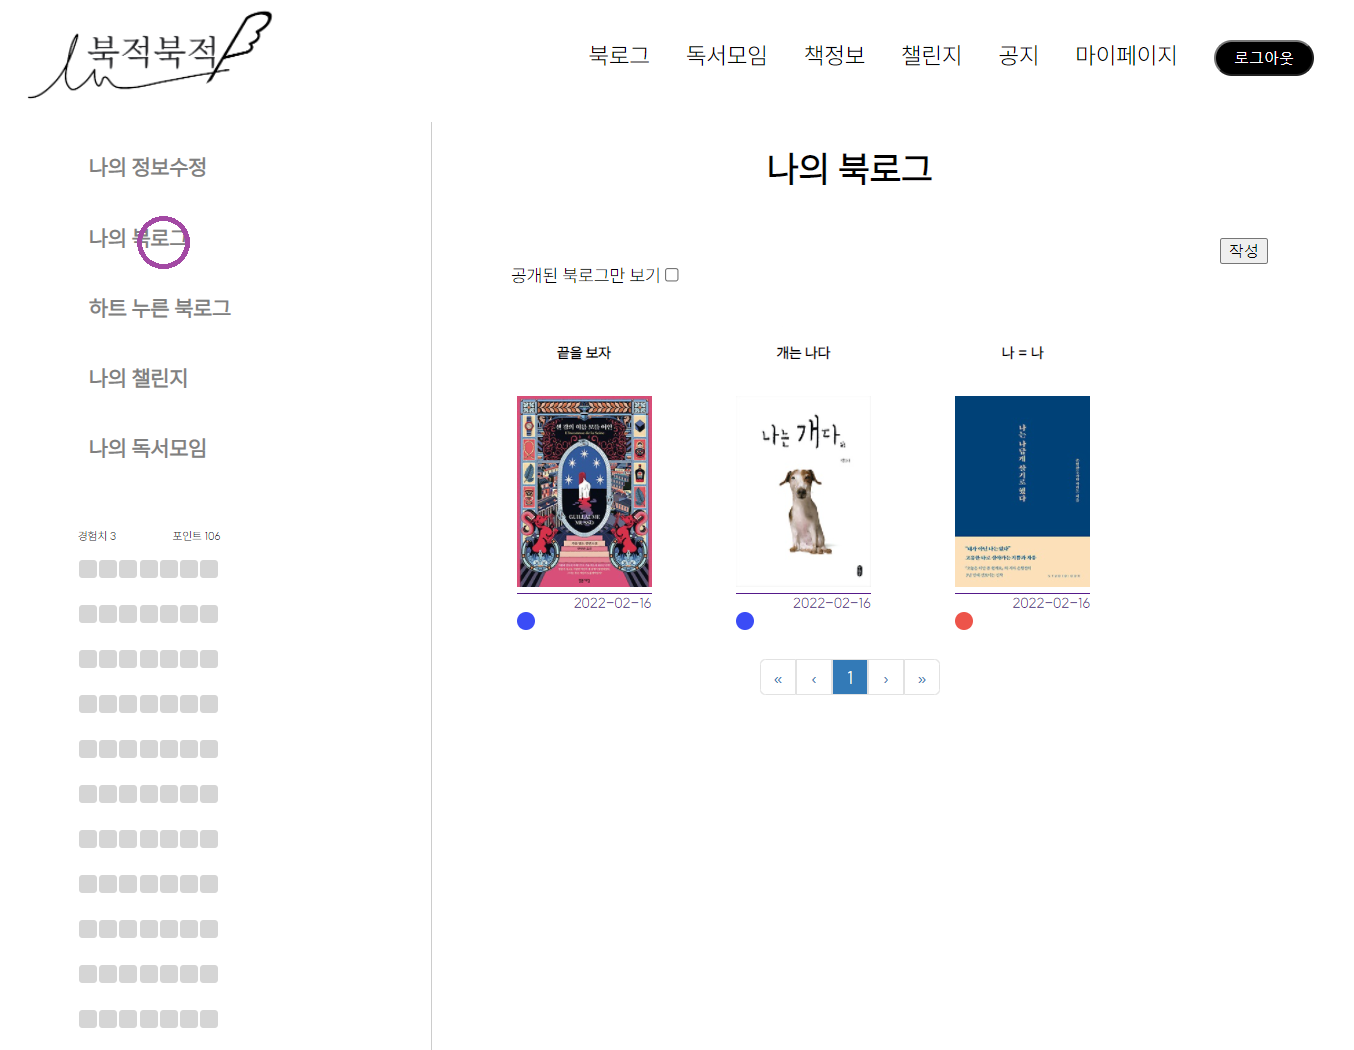 북적북적
북로그 독서모임 책정보 챌린지 공지 마이페이지 로그아웃
나의 정보수정
나의 북로그
하트 누른 북로그
나의 챌린지
나의 독서모임
경험치 3 포인트 106
나의 북로그
작성
공개된 북로그만 보기
끝을 보자 개는 나다 나 = 나
센 강의 이름 모를 여인
GUILLAUME
MUSSO
나는 개다
나는 나답게 살기로 했다
2022-02-16 2022-02-16 2022-02-16
« ‹ 1 › »